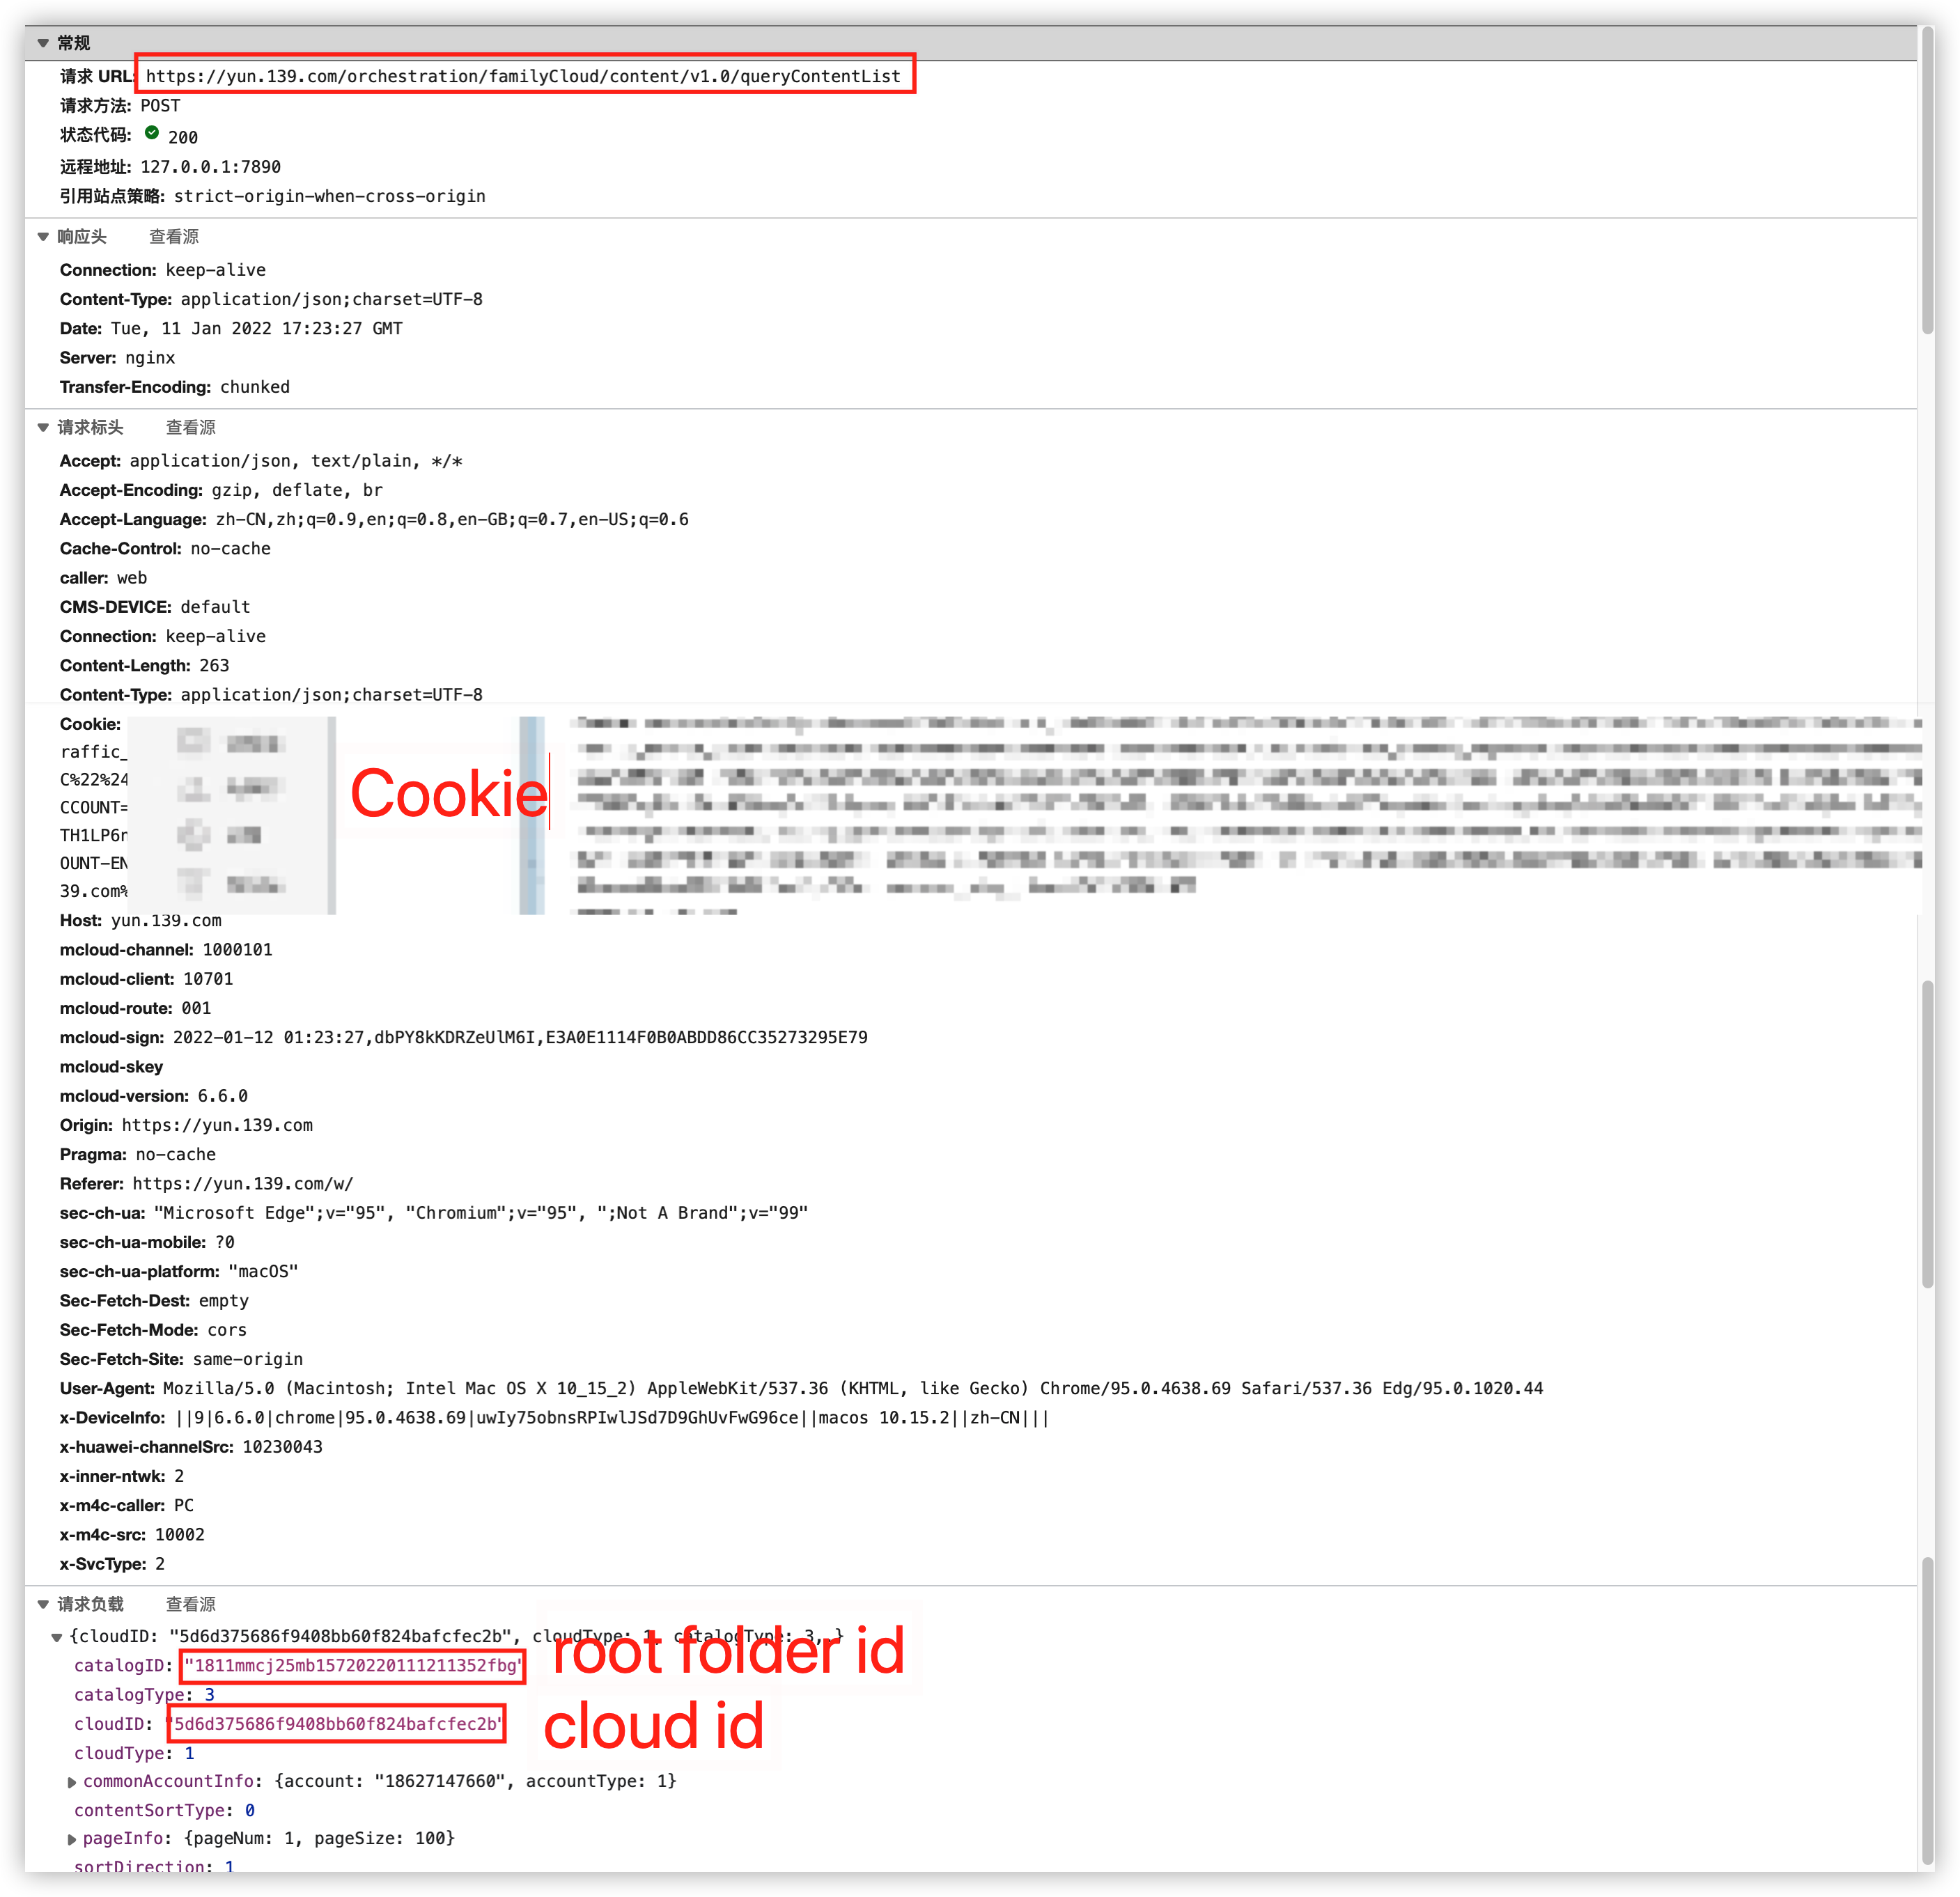 常规
请求 URL: https://yun.139.com/orchestration/familyCloud/content/v1.0/queryContentList
请求方法: POST
状态代码: 200
远程地址: 127.0.0.1:7890
引用站点策略: strict-origin-when-cross-origin
响应头 查看源
Connection: keep-alive
Content-Type: application/json;charset=UTF-8
Date: Tue, 11 Jan 2022 17:23:27 GMT
Server: nginx
Transfer-Encoding: chunked
请求标头 查看源
Accept: application/json, text/plain, */*
Accept-Encoding: gzip, deflate, br
Accept-Language: zh-CN,zh;q=0.9,en;q=0.8,en-GB;q=0.7,en-US;q=0.6
Cache-Control: no-cache
caller: web
CMS-DEVICE: default
Connection: keep-alive
Content-Length: 263
Content-Type: application/json;charset=UTF-8
Cookie:
raffic_
C%22%24
Cookie
CCOUNT=
TH1LP6r
OUNT-EN
39.com%
Host: yun.139.com
mcloud-channel: 1000101
mcloud-client: 10701
mcloud-route: 001
mcloud-sign: 2022-01-12 01:23:27,dbPY8kKDRZeUlM6I,E3A0E1114F0B0ABDD86CC35273295E79
mcloud-skey
mcloud-version: 6.6.0
Origin: https://yun.139.com
Pragma: no-cache
Referer: https://yun.139.com/w/
sec-ch-ua: "Microsoft Edge";v="95", "Chromium";v="95", ";Not A Brand";v="99"
sec-ch-ua-mobile: ?0
sec-ch-ua-platform: "macOS"
Sec-Fetch-Dest: empty
Sec-Fetch-Mode: cors
Sec-Fetch-Site: same-origin
User-Agent: Mozilla/5.0 (Macintosh; Intel Mac OS X 10_15_2) AppleWebKit/537.36 (KHTML, like Gecko) Chrome/95.0.4638.69 Safari/537.36 Edg/95.0.1020.44
x-DeviceInfo: ||9|6.6.0|chrome|95.0.4638.69|uwIy75obnsRPIwlJSd7D9GhUvFwG96ce||macos 10.15.2||zh-CN|||
x-huawei-channelSrc: 10230043
x-inner-ntwk: 2
x-m4c-caller: PC
x-m4c-src: 10002
x-SvcType: 2
请求负载 查看源
{cloudID: "5d6d375686f9408bb60f824bafcfec2b", cloudType: 1, catalogType: 3,…}
catalogID: "1811mmcj25mb15720220111211352fbg" root folder id
catalogType: 3
cloudID: "5d6d375686f9408bb60f824bafcfec2b" cloud id
cloudType: 1
commonAccountInfo: {account: "18627147660", accountType: 1}
contentSortType: 0
pageInfo: {pageNum: 1, pageSize: 100}
sortDirection: 1